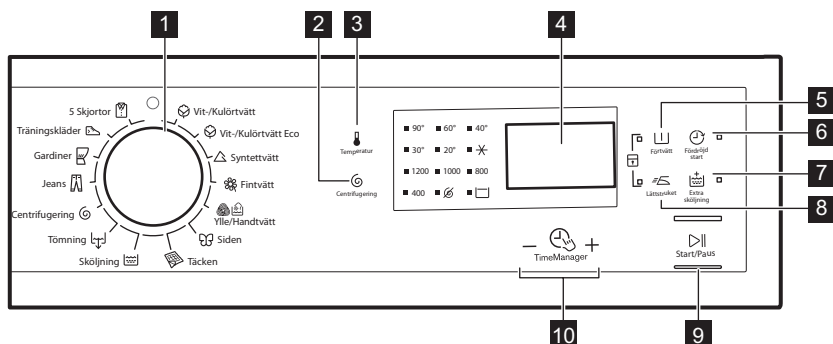 1
2
3
4
5
6
7
8
9
10
5 Skjortor
Träningskläder
Gardiner
Jeans
Centrifugering
Tömning
Sköljning
Vit-/Kulörtvätt
Vit-/Kulörtvätt Eco
Syntettvätt
Fintvätt
Ylle/Handtvätt
Siden
Täcken
Temperatur
Centrifugering
90° 60° 40°
30° 20°
1200 1000 800
400
Förtvätt
Fördröjd
start
Lättstruket
Extra
sköljning
− +
TimeManager
Start/Paus